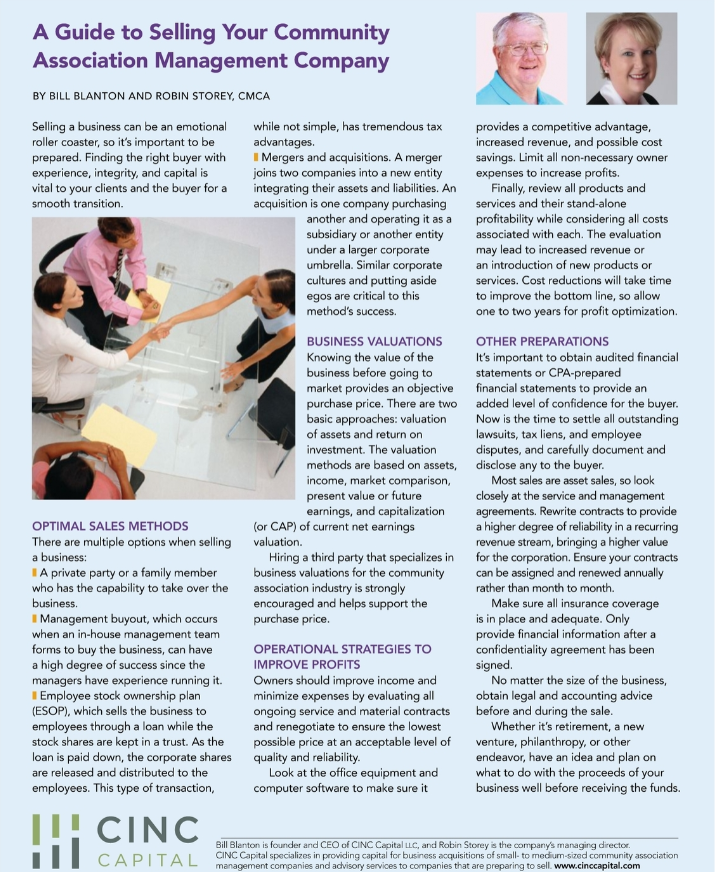 A Guide to Selling Your Community
Association Management Company
BY BILL BLANTON AND ROBIN STOREY, CMCA
Selling a business can be an emotional
roller coaster, so it's important to be
prepared. Finding the right buyer with
experience, integrity, and capital is
vital to your clients and the buyer for a
smooth transition.
OPTIMAL SALES METHODS
There are multiple options when selling
a business:
A private party or a family member
who has the capability to take over the
business.
Management buyout, which occurs
when an in-house management team
forms to buy the business, can have
a high degree of success since the
managers have experience running it.
Employee stock ownership plan
(ESOP), which sells the business to
employees through a loan while the
stock shares are kept in a trust. As the
loan is paid down, the corporate shares
are released and distributed to the
employees. This type of transaction,
while not simple, has tremendous tax
advantages.
Mergers and acquisitions. A merger
joins two companies into a new entity
integrating their assets and liabilities. An
acquisition is one company purchasing
another and operating it as a
subsidiary or another entity
under a larger corporate
umbrella. Similar corporate
cultures and putting aside
egos are critical to this
method's success.
BUSINESS VALUATIONS
Knowing the value of the
business before going to
market provides an objective
purchase price. There are two
basic approaches: valuation
of assets and return on
investment. The valuation
methods are based on assets,
income, market comparison,
present value or future
earnings, and capitalization
(or CAP) of current net earnings
valuation.
Hiring a third party that specializes in
business valuations for the community
association industry is strongly
encouraged and helps support the
purchase price.
OPERATIONAL STRATEGIES TO
IMPROVE PROFITS
Owners should improve income and
minimize expenses by evaluating all
ongoing service and material contracts
and renegotiate to ensure the lowest
possible price at an acceptable level of
quality and reliability.
Look at the office equipment and
computer software to make sure it
provides a competitive advantage,
increased revenue, and possible cost
savings. Limit all non-necessary owner
expenses to increase profits.
Finally, review all products and
services and their stand-alone
profitability while considering all costs
associated with each. The evaluation
may lead to increased revenue or
an introduction of new products or
services. Cost reductions will take time
to improve the bottom line, so allow
one to two years for profit optimization.
OTHER PREPARATIONS
It's important to obtain audited financial
statements or CPA-prepared
financial statements to provide an
added level of confidence for the buyer.
Now is the time to settle all outstanding
lawsuits, tax liens, and employee
disputes, and carefully document and
disclose any to the buyer.
Most sales are asset sales, so look
closely at the service and management
agreements. Rewrite contracts to provide
a higher degree of reliability in a recurring
revenue stream, bringing a higher value
for the corporation. Ensure your contracts
can be assigned and renewed annually
rather than month to month.
Make sure all insurance coverage
is in place and adequate. Only
provide financial information after a
confidentiality agreement has been
signed.
No matter the size of the business,
obtain legal and accounting advice
before and during the sale.
Whether it's retirement, a new
venture, philanthropy, or other
endeavor, have an idea and plan on
what to do with the proceeds of your
business well before receiving the funds.
CINC
CAPITAL
Bill Blanton is founder and CEO of CINC Capital LLC, and Robin Storey is the company's managing director.
CINC Capital specializes in providing capital for business acquisitions of small- to medium-sized community association
management companies and advisory services to companies that are preparing to sell. www.cinccapital.com